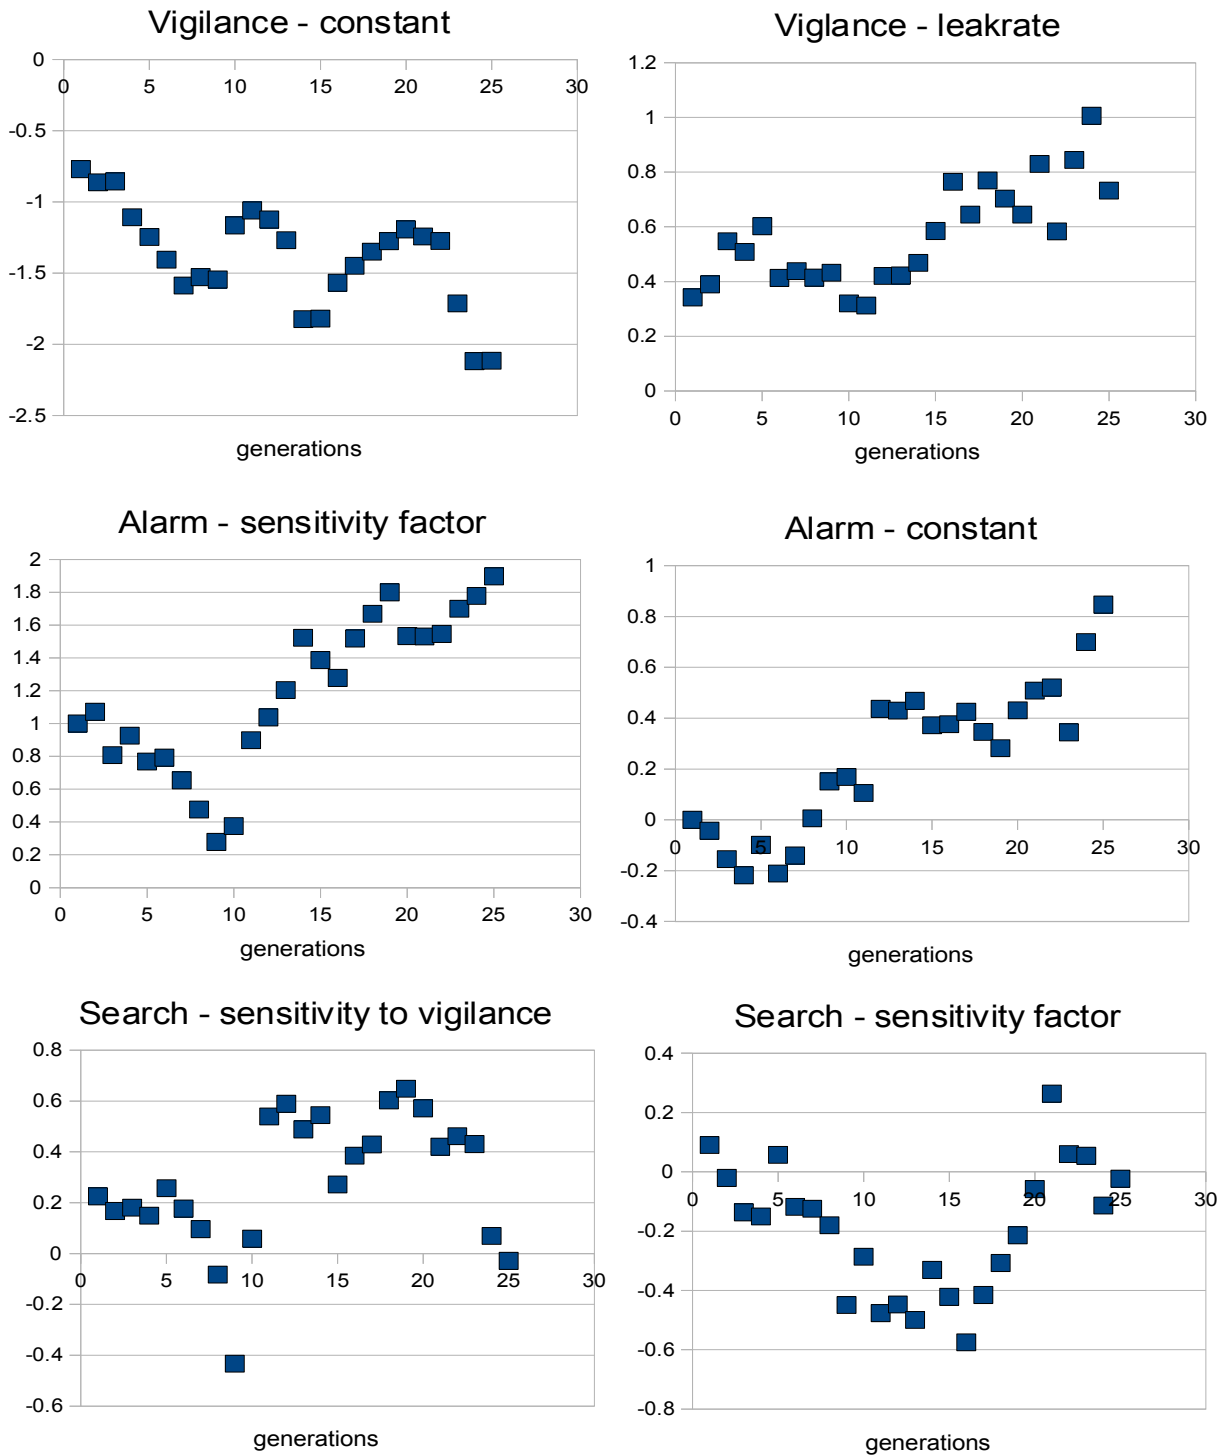 Vigilance - constant
0
0 5 10 15 20 25 30
-0.5
-1
-1.5
-2
-2.5
generations
Viglance - leakrate
1.2
1
0.8
0.6
0.4
0.2
0
0 5 10 15 20 25 30
generations
Alarm - sensitivity factor
2
1.8
1.6
1.4
1.2
1
0.8
0.6
0.4
0.2
0
0 5 10 15 20 25 30
generations
Alarm - constant
1
0.8
0.6
0.4
0.2
0
0 5 10 15 20 25 30
-0.2
-0.4
generations
Search - sensitivity to vigilance
0.8
0.6
0.4
0.2
0
0 5 10 15 20 25 30
-0.2
-0.4
-0.6
generations
Search - sensitivity factor
0.4
0.2
0
0 5 10 15 20 25 30
-0.2
-0.4
-0.6
-0.8
generations